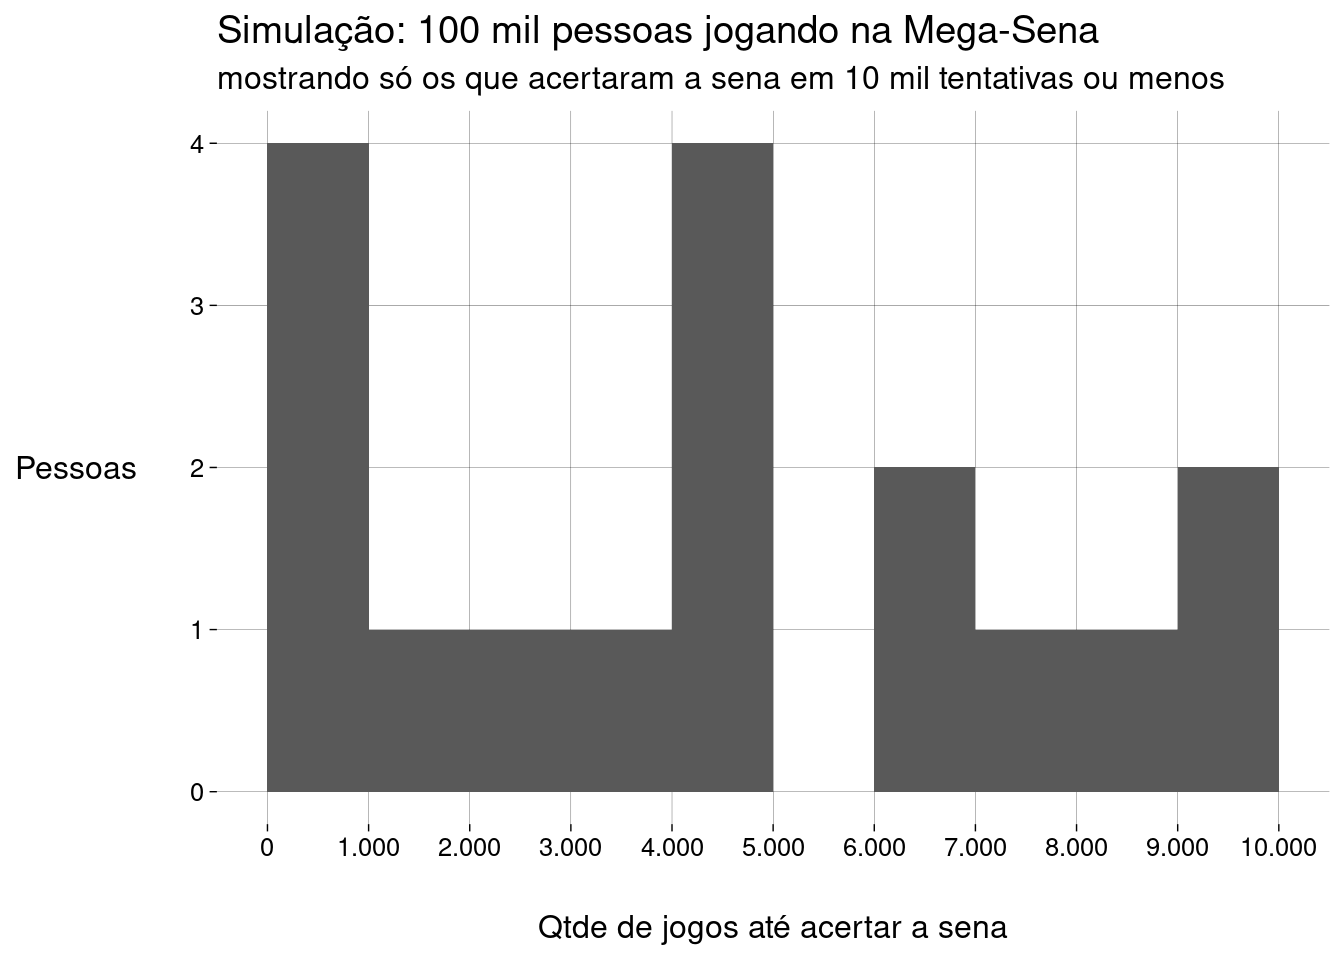 Simulação: 100 mil pessoas jogando na Mega-Sena
mostrando só os que acertaram a sena em 10 mil tentativas ou menos
4
3
Pessoas
2
1
0
0 1.000 2.000 3.000 4.000 5.000 6.000 7.000 8.000 9.000 10.000
Qtde de jogos até acertar a sena